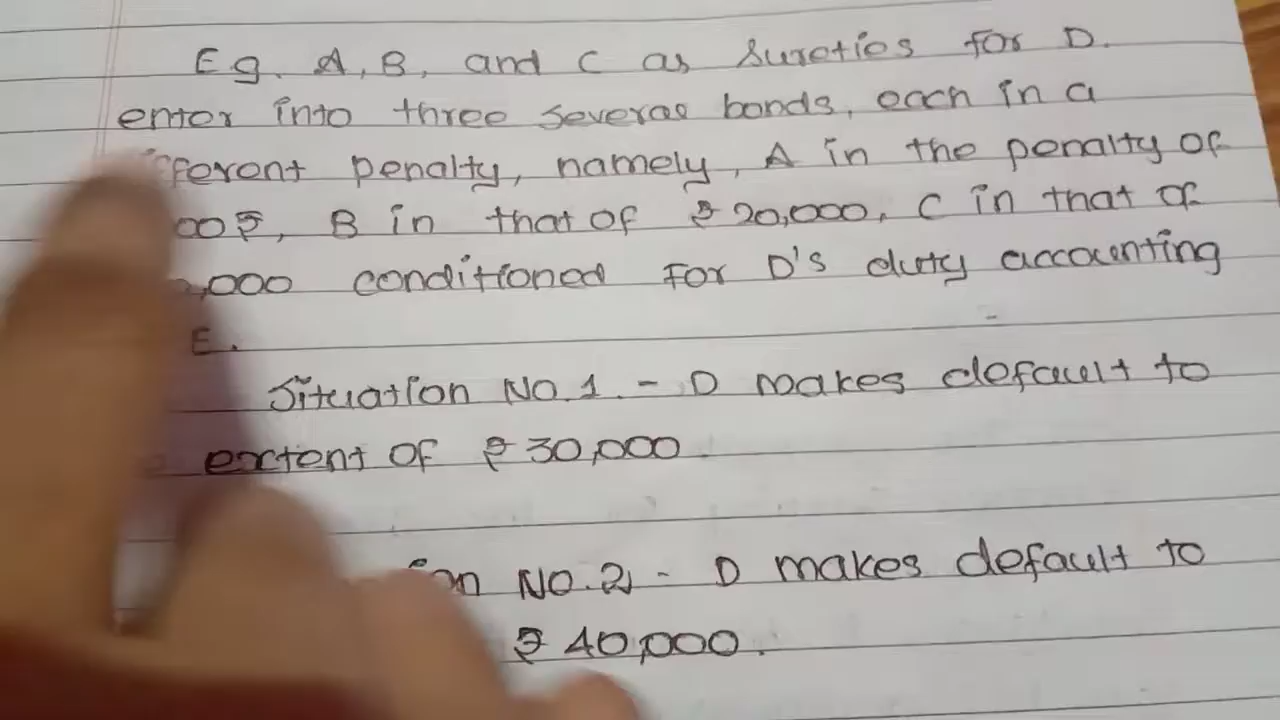 Eg. A, B, and C as sureties for D.
enter into three several bonds, each in a
fferent penalty, namely, A in the penalty of
00₹, B in that of ₹ 20,000, C in that of
,000 conditioned for D's duty accounting
E.
Situation No.1 - D makes default to
extent of ₹ 30,000.
on No.2 - D makes default to
₹ 40,000.